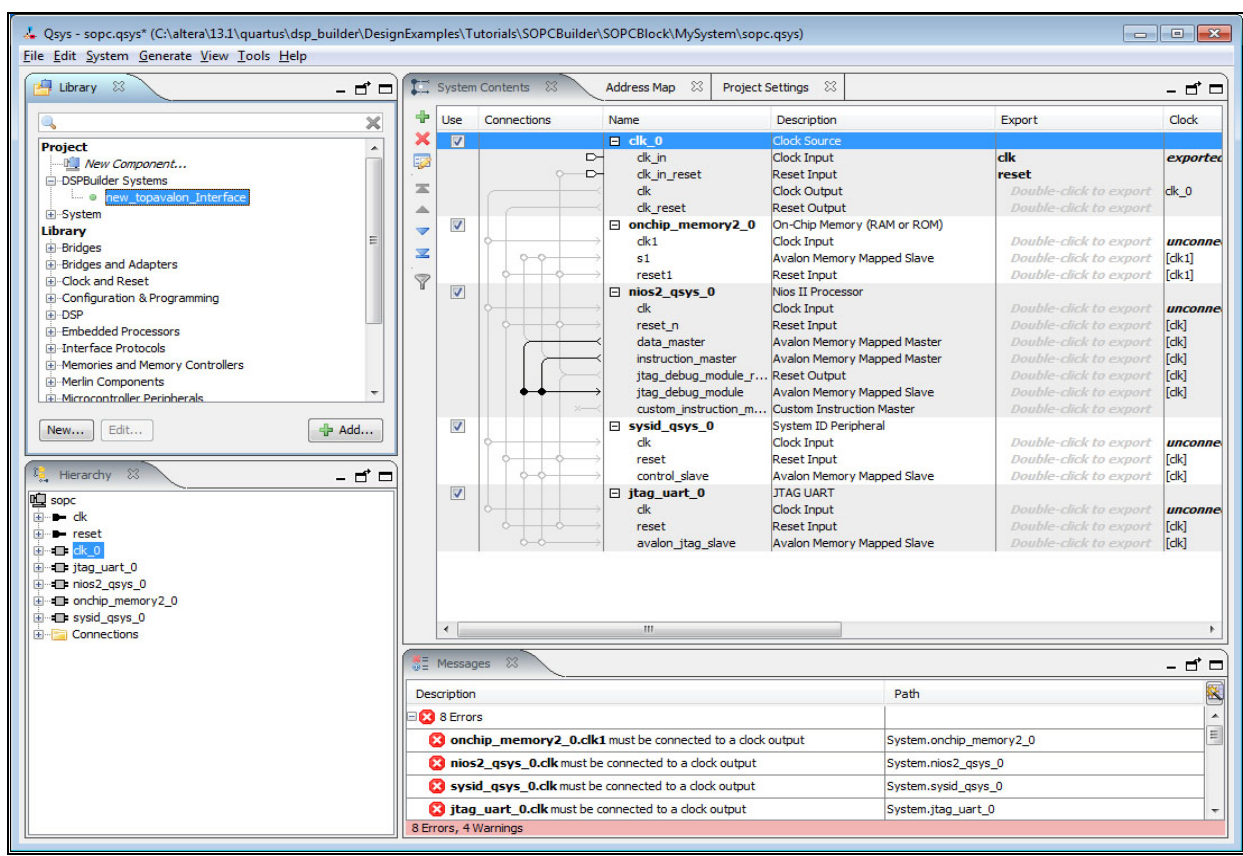 Qsys - sopc.qsys* (C:\altera\13.1\quartus\dsp_builder\DesignExamples\Tutorials\SOPCBuilder\SOPCBlock\MySystem\sopc.qsys)
File Edit System Generate View Tools Help
Library
Project
New Component...
DSPBuilder Systems
new_topavalon_Interface
System
Library
Bridges
Bridges and Adapters
Clock and Reset
Configuration & Programming
DSP
Embedded Processors
Interface Protocols
Memories and Memory Controllers
Merlin Components
Microcontroller Peripherals
New... Edit... Add...
Hierarchy
sopc
clk
reset
clk_0
jtag_uart_0
nios2_qsys_0
onchip_memory2_0
sysid_qsys_0
Connections
System Contents Address Map Project Settings
Use Connections Name Description Export Clock
clk_0 Clock Source
clk_in Clock Input clk exported
clk_in_reset Reset Input reset
clk Clock Output Double-click to export clk_0
clk_reset Reset Output Double-click to export
onchip_memory2_0 On-Chip Memory (RAM or ROM)
clk1 Clock Input Double-click to export unconne
s1 Avalon Memory Mapped Slave Double-click to export [clk1]
reset1 Reset Input Double-click to export [clk1]
nios2_qsys_0 Nios II Processor
clk Clock Input Double-click to export unconne
reset_n Reset Input Double-click to export [clk]
data_master Avalon Memory Mapped Master Double-click to export [clk]
instruction_master Avalon Memory Mapped Master Double-click to export [clk]
jtag_debug_module_r... Reset Output Double-click to export [clk]
jtag_debug_module Avalon Memory Mapped Slave Double-click to export [clk]
custom_instruction_m... Custom Instruction Master Double-click to export
sysid_qsys_0 System ID Peripheral
clk Clock Input Double-click to export unconne
reset Reset Input Double-click to export [clk]
control_slave Avalon Memory Mapped Slave Double-click to export [clk]
jtag_uart_0 JTAG UART
clk Clock Input Double-click to export unconne
reset Reset Input Double-click to export [clk]
avalon_jtag_slave Avalon Memory Mapped Slave Double-click to export [clk]
Messages
Description Path
8 Errors
onchip_memory2_0.clk1 must be connected to a clock output System.onchip_memory2_0
nios2_qsys_0.clk must be connected to a clock output System.nios2_qsys_0
sysid_qsys_0.clk must be connected to a clock output System.sysid_qsys_0
jtag_uart_0.clk must be connected to a clock output System.jtag_uart_0
8 Errors, 4 Warnings